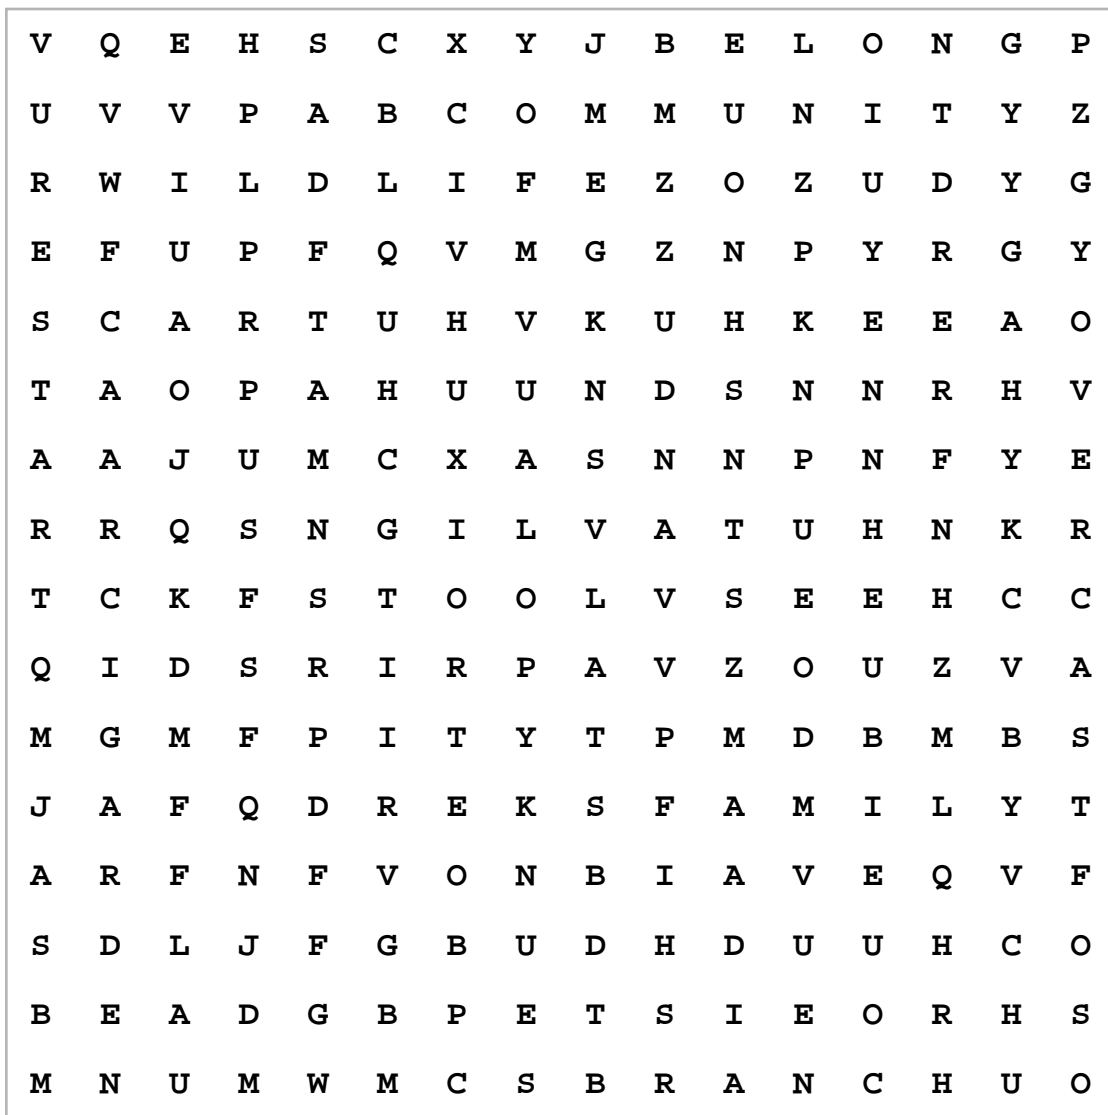 V Q E H S C X Y J B E L O N G P
U V V P A B C O M M U N I T Y Z
R W I L D L I F E Z O Z U D Y G
E F U P F Q V M G Z N P Y R G Y
S C A R T U H V K U H K E E A O
T A O P A H U U N D S N N R H V
A A J U M C X A S N N P N F Y E
R R Q S N G I L V A T U H N K R
T C K F S T O O L V S E E H C C
Q I D S R I R P A V Z O U Z V A
M G M F P I T Y T P M D B M B S
J A F Q D R E K S F A M I L Y T
A R F N F V O N B I A V E Q V F
S D L J F G B U D H D U U H C O
B E A D G B P E T S I E O R H S
M N U M W M C S B R A N C H U O